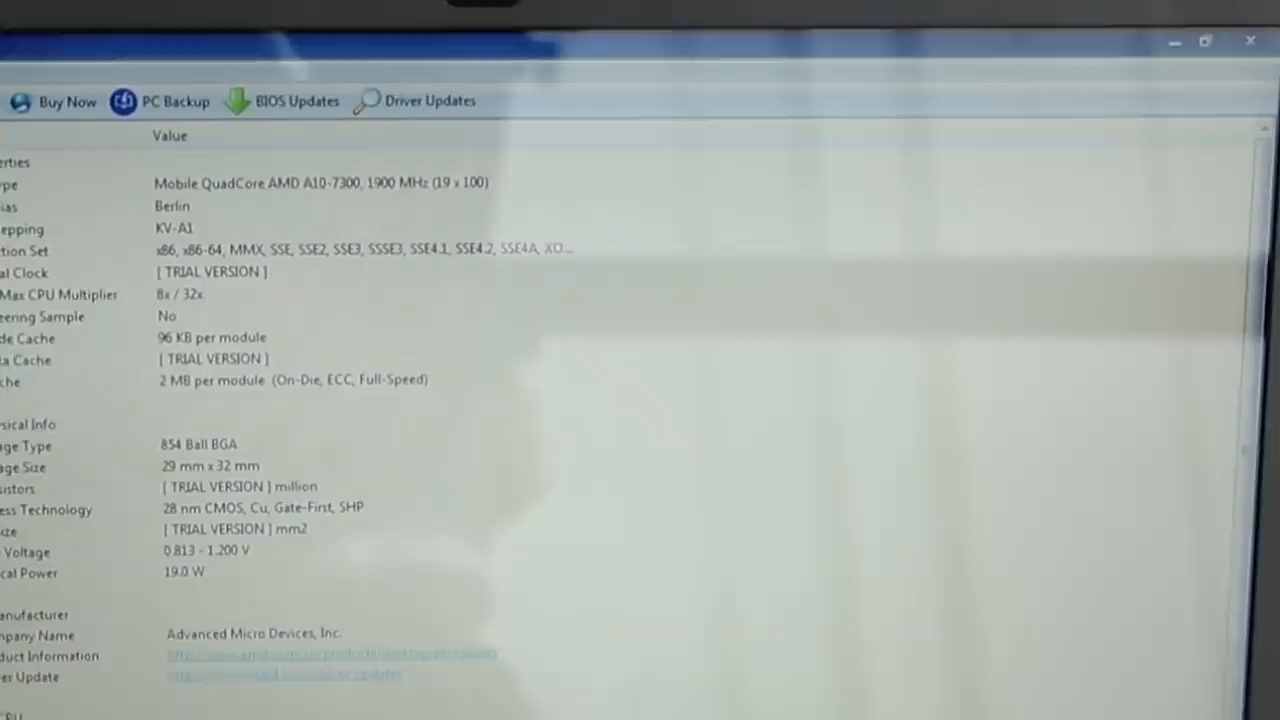 Buy Now PC Backup BIOS Updates Driver Updates
Value
erties
pe Mobile QuadCore AMD A10-7300, 1900 MHz (19 x 100)
ias Berlin
epping KV-A1
tion Set x86, x86-64, MMX, SSE, SSE2, SSE3, SSSE3, SSE4.1, SSE4.2, SSE4A, XO...
al Clock [ TRIAL VERSION ]
Max CPU Multiplier 8x / 32x
eering Sample No
de Cache 96 KB per module
ta Cache [ TRIAL VERSION ]
che 2 MB per module (On-Die, ECC, Full-Speed)
sical Info
age Type 854 Ball BGA
age Size 29 mm x 32 mm
sistors [ TRIAL VERSION ] million
ess Technology 28 nm CMOS, Cu, Gate-First, SHP
ize [ TRIAL VERSION ] mm2
Voltage 0.813 - 1.200 V
cal Power 19.0 W
anufacturer
mpany Name Advanced Micro Devices, Inc.
duct Information
er Update